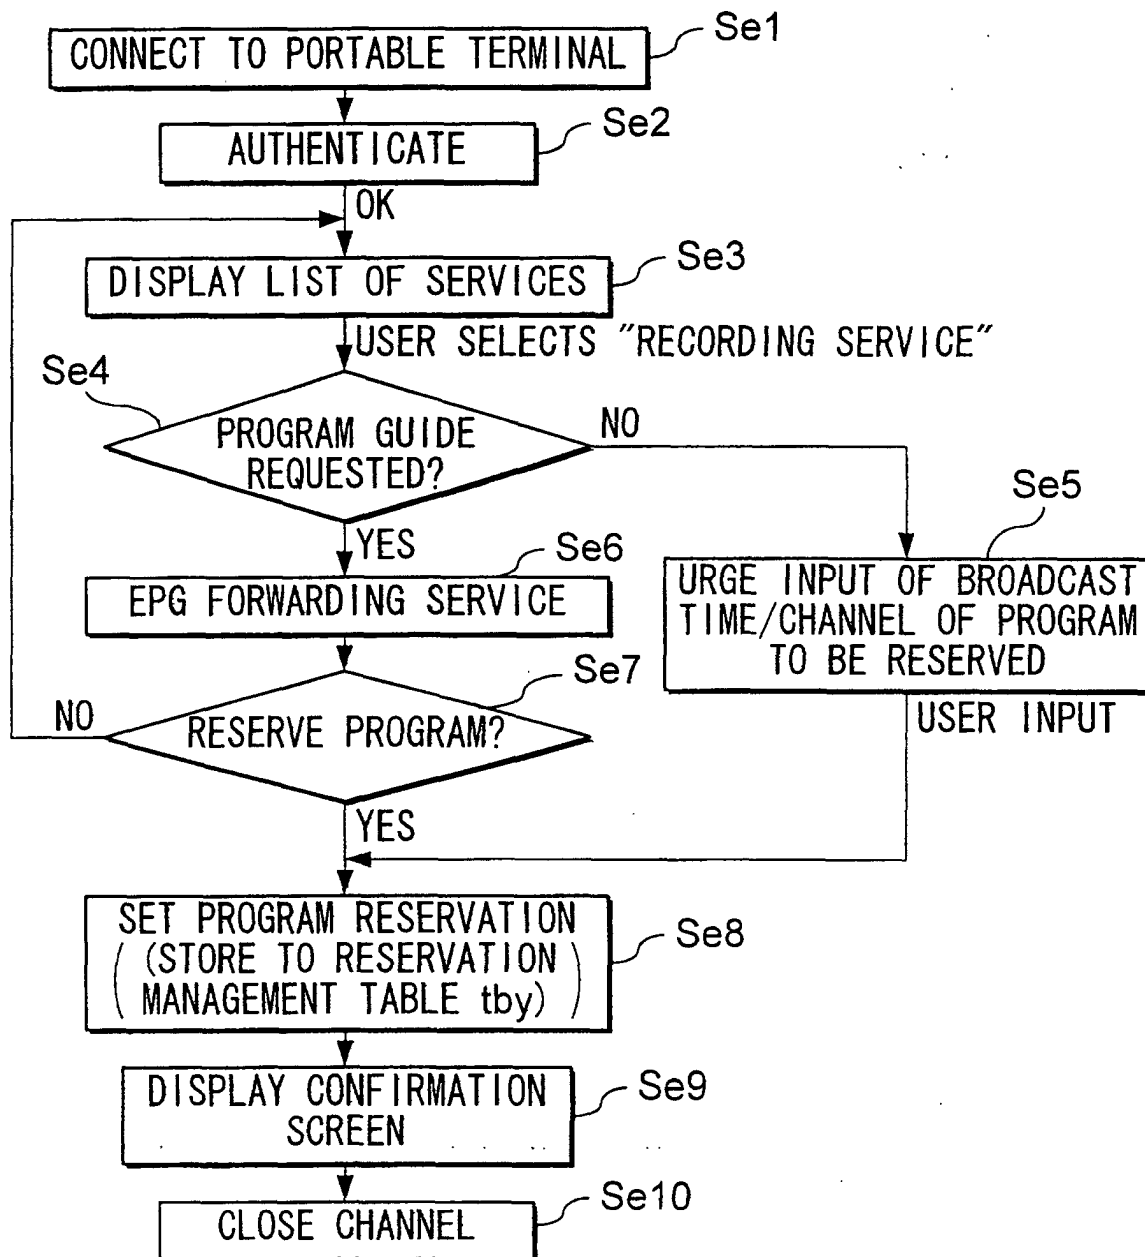 CONNECT TO PORTABLE TERMINAL
Se1
AUTHENTICATE
Se2
OK
DISPLAY LIST OF SERVICES
Se3
USER SELECTS "RECORDING SERVICE"
Se4
PROGRAM GUIDE
REQUESTED?
NO
YES
Se5
URGE INPUT OF BROADCAST
TIME/CHANNEL OF PROGRAM
TO BE RESERVED
USER INPUT
EPG FORWARDING SERVICE
Se6
RESERVE PROGRAM?
Se7
NO
YES
SET PROGRAM RESERVATION
(STORE TO RESERVATION
MANAGEMENT TABLE tby)
Se8
DISPLAY CONFIRMATION
SCREEN
Se9
CLOSE CHANNEL
Se10